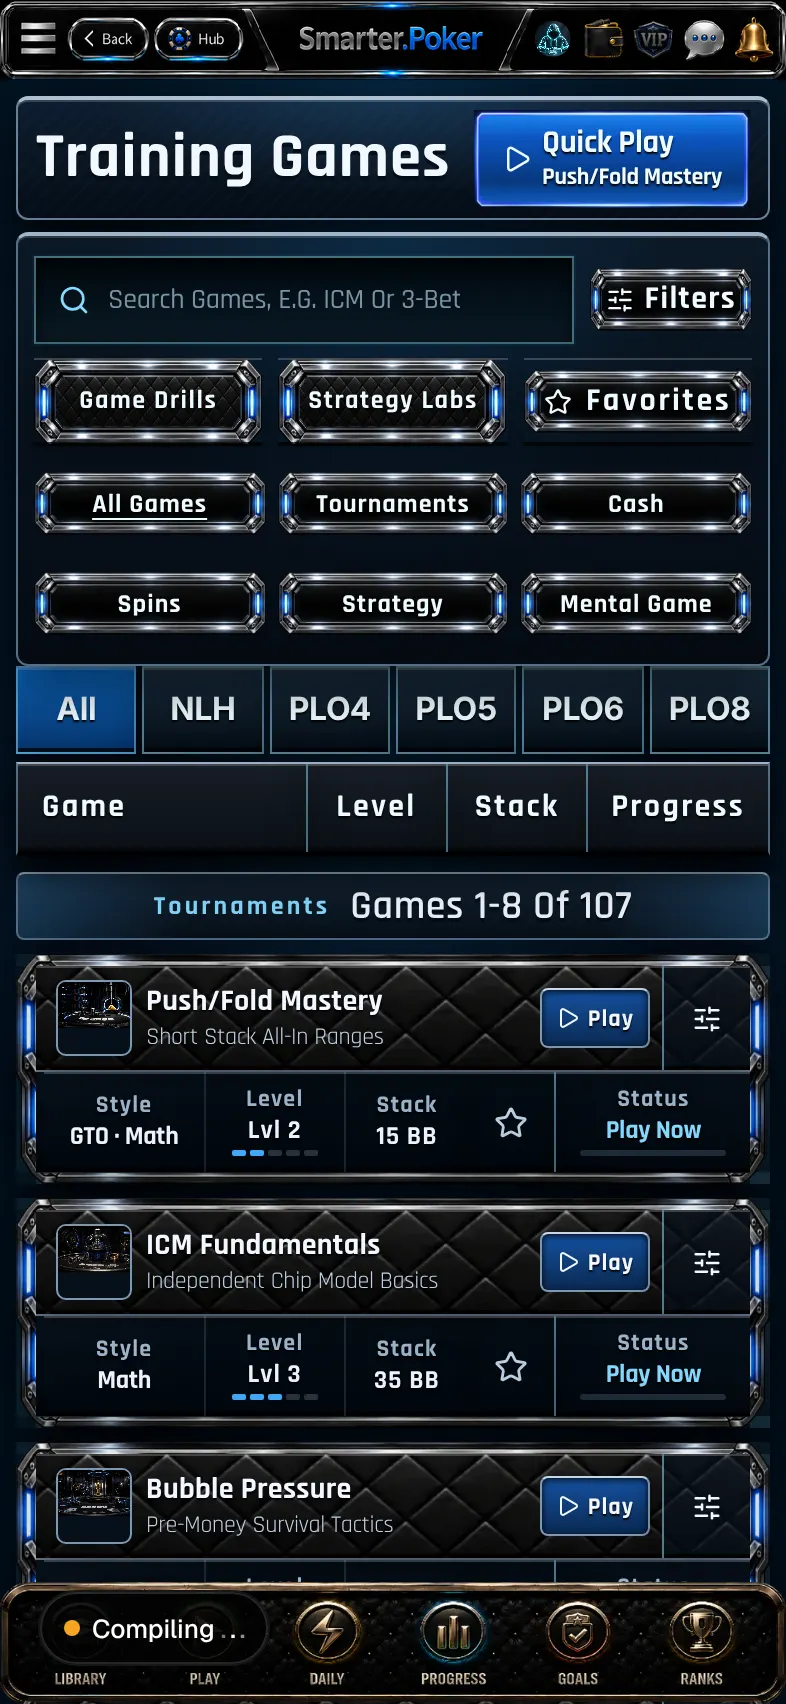 Back
Hub
Smarter.Poker
VIP
Training Games
Quick Play
Push/Fold Mastery
Search Games, E.G. ICM Or 3-Bet
Filters
Game Drills
Strategy Labs
Favorites
All Games
Tournaments
Cash
Spins
Strategy
Mental Game
All
NLH
PLO4
PLO5
PLO6
PLO8
Game
Level
Stack
Progress
Tournaments Games 1-8 Of 107
Push/Fold Mastery
Short Stack All-In Ranges
Play
Style
GTO · Math
Level
Lvl 2
Stack
15 BB
Status
Play Now
ICM Fundamentals
Independent Chip Model Basics
Play
Style
Math
Level
Lvl 3
Stack
35 BB
Status
Play Now
Bubble Pressure
Pre-Money Survival Tactics
Play
Level
Status
Compiling ...
LIBRARY
PLAY
DAILY
PROGRESS
GOALS
RANKS